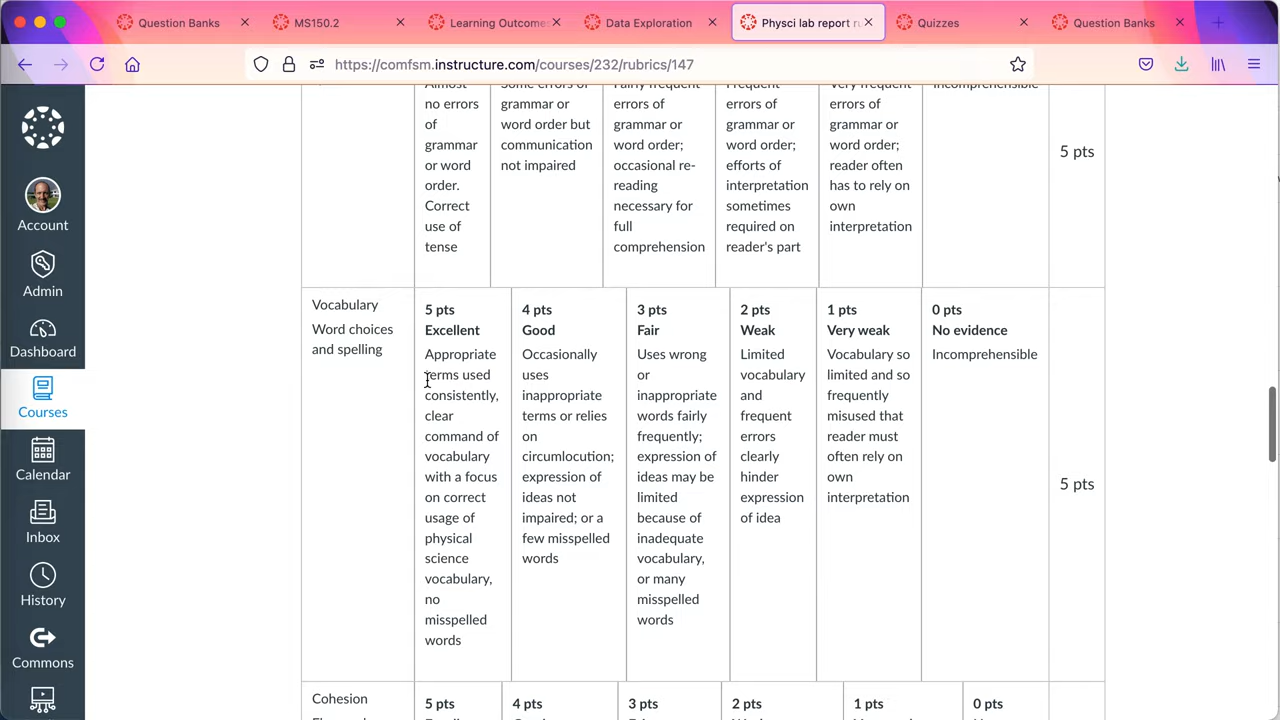 Question Banks
MS150.2
Learning Outcomes
Data Exploration
Physci lab report ru
Quizzes
Question Banks
https://comfsm.instructure.com/courses/232/rubrics/147
Account
Admin
Dashboard
Courses
Calendar
Inbox
History
Commons
Almost
no errors
of
grammar
or word
order.
Correct
use of
tense
Some errors of
grammar or
word order but
communication
not impaired
Fairly frequent
errors of
grammar or
word order;
occasional re-
reading
necessary for
full
comprehension
Frequent
errors of
grammar or
word order;
efforts of
interpretation
sometimes
required on
reader's part
Very frequent
errors of
grammar or
word order;
reader often
has to rely on
own
interpretation
Incomprehensible
5 pts
Vocabulary
Word choices
and spelling
5 pts
Excellent
Appropriate
terms used
consistently,
clear
command of
vocabulary
with a focus
on correct
usage of
physical
science
vocabulary,
no
misspelled
words
4 pts
Good
Occasionally
uses
inappropriate
terms or relies
on
circumlocution;
expression of
ideas not
impaired; or a
few misspelled
words
3 pts
Fair
Uses wrong
or
inappropriate
words fairly
frequently;
expression of
ideas may be
limited
because of
inadequate
vocabulary,
or many
misspelled
words
2 pts
Weak
Limited
vocabulary
and
frequent
errors
clearly
hinder
expression
of idea
1 pts
Very weak
Vocabulary so
limited and so
frequently
misused that
reader must
often rely on
own
interpretation
0 pts
No evidence
Incomprehensible
5 pts
Cohesion
5 pts
4 pts
3 pts
2 pts
1 pts
0 pts